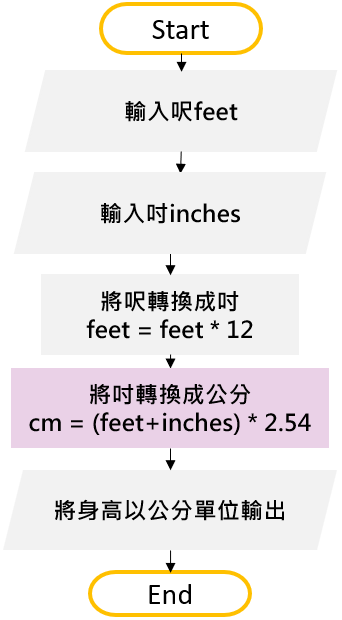 Start
輸入呎feet
輸入吋inches
將呎轉換成吋
feet = feet * 12
將吋轉換成公分
cm = (feet+inches) * 2.54
將身高以公分單位輸出
End